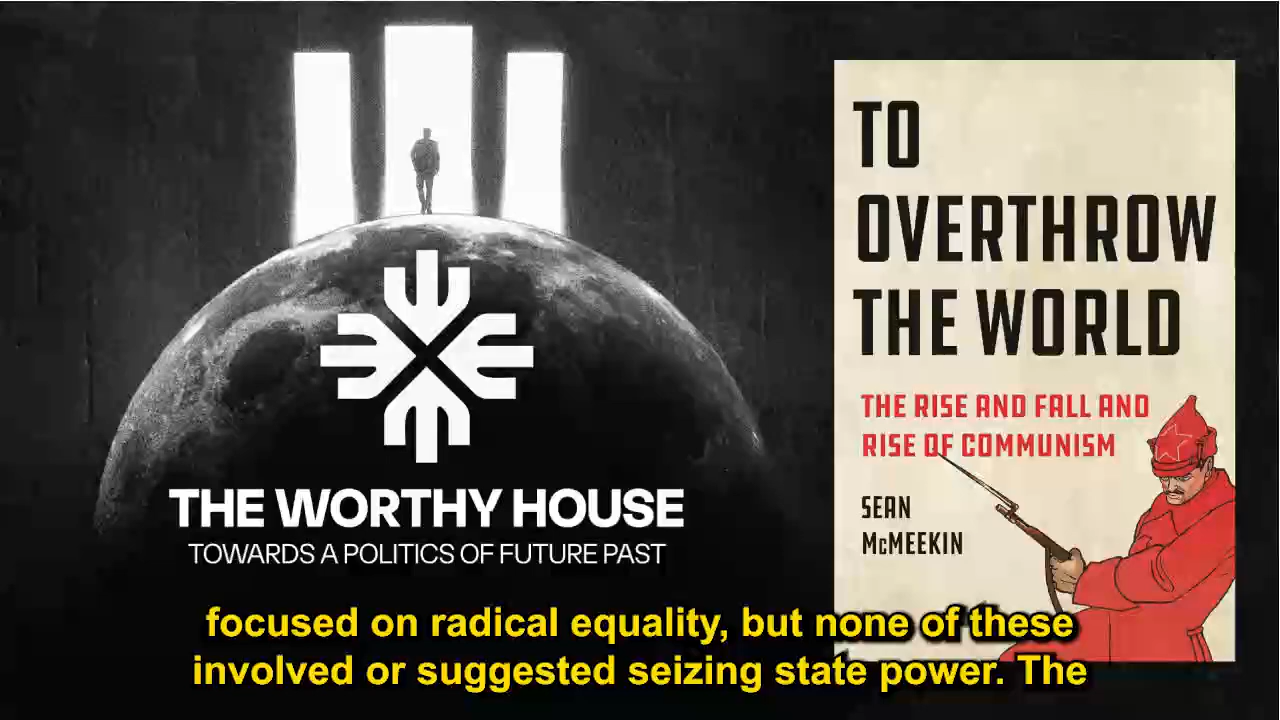 THE WORTHY HOUSE
TOWARDS A POLITICS OF FUTURE PAST
TO
OVERTHROW
THE WORLD
THE RISE AND FALL AND
RISE OF COMMUNISM
SEAN
McMEEKIN
focused on radical equality, but none of these
involved or suggested seizing state power. The